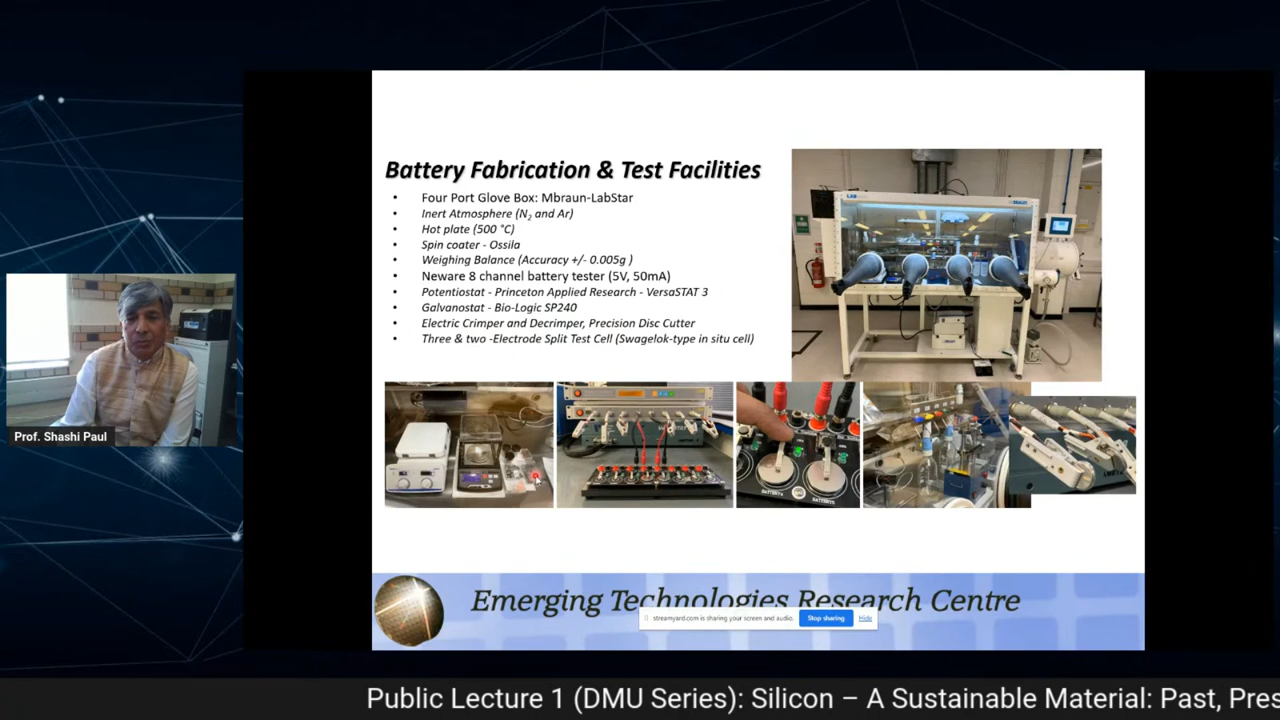 Battery Fabrication & Test Facilities
• Four Port Glove Box: Mbraun-LabStar
• Inert Atmosphere (N₂ and Ar)
• Hot plate (500 °C)
• Spin coater - Ossila
• Weighing Balance (Accuracy +/- 0.005g )
• Neware 8 channel battery tester (5V, 50mA)
• Potentiostat - Princeton Applied Research - VersaSTAT 3
• Galvanostat - Bio-Logic SP240
• Electric Crimper and Decrimper, Precision Disc Cutter
• Three & two -Electrode Split Test Cell (Swagelok-type in situ cell)
Prof. Shashi Paul
Emerging Technologies Research Centre
streamyard.com is sharing your screen and audio.
Stop sharing
Hide
Public Lecture 1 (DMU Series): Silicon – A Sustainable Material: Past, Pres